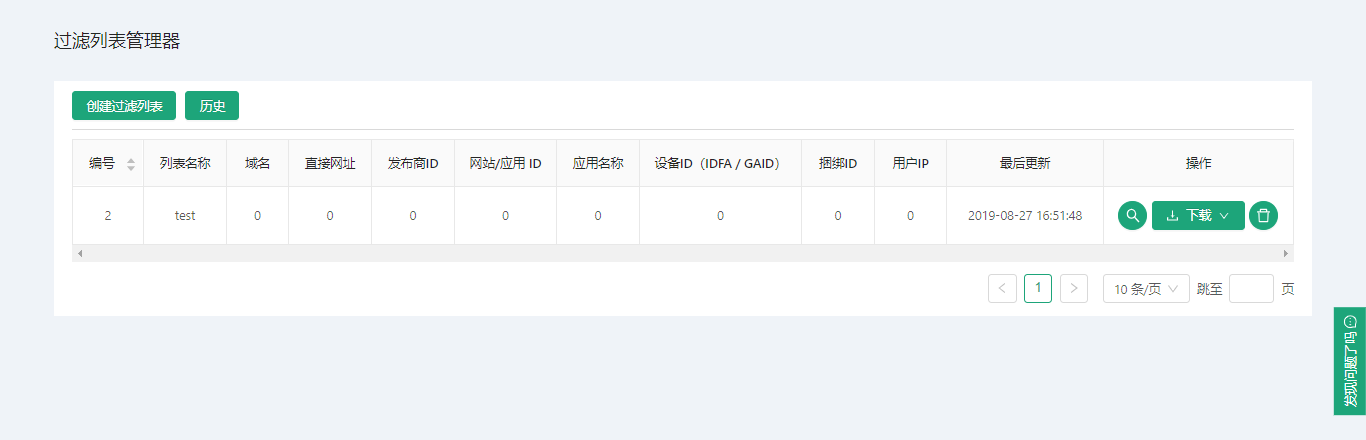 过滤列表管理器
创建过滤列表 历史
编号 列表名称 域名 直接网址 发布商ID 网站/应用 ID 应用名称 设备ID（IDFA / GAID） 捆绑ID 用户IP 最后更新 操作
2 test 0 0 0 0 0 0 0 0 2019-08-27 16:51:48 下载
1 10 条/页 跳至 页
发现问题了吗